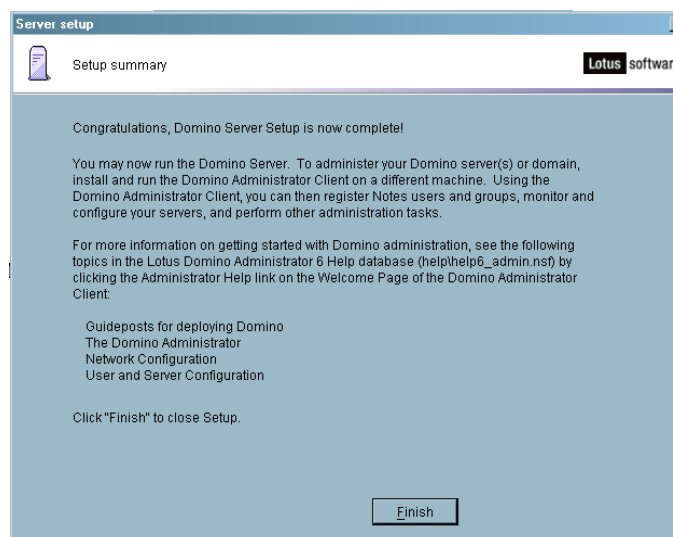 Server setup
Setup summary
Lotus software
Congratulations, Domino Server Setup is now complete!
You may now run the Domino Server. To administer your Domino server(s) or domain,
install and run the Domino Administrator Client on a different machine. Using the
Domino Administrator Client, you can then register Notes users and groups, monitor and
configure your servers, and perform other administration tasks.
For more information on getting started with Domino administration, see the following
topics in the Lotus Domino Administrator 6 Help database (help\help6_admin.nsf) by
clicking the Administrator Help link on the Welcome Page of the Domino Administrator
Client:
Guideposts for deploying Domino
The Domino Administrator
Network Configuration
User and Server Configuration
Click "Finish" to close Setup.
Finish